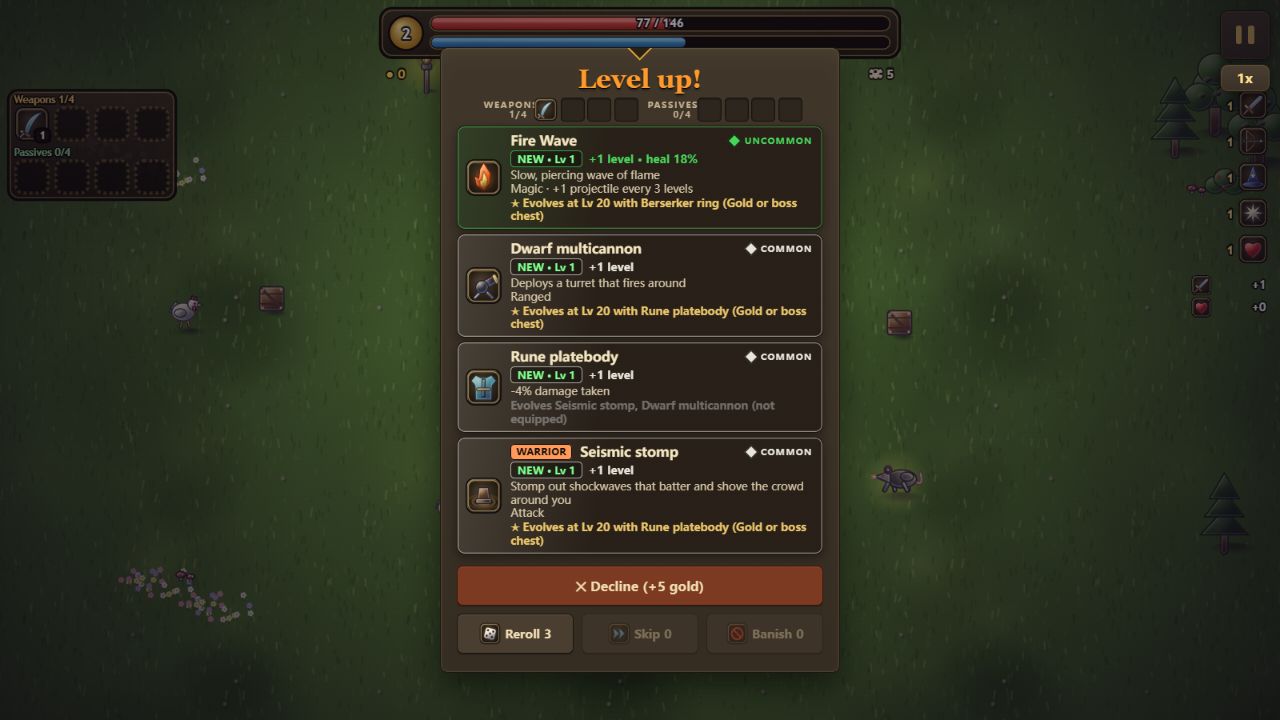 2
77 / 146
0
5
1x
Weapons 1/4
1
Passives 0/4
1
1
1
1
1
+1
+0
Level up!
WEAPON!
1/4
PASSIVES
0/4
Fire Wave
UNCOMMON
NEW • Lv 1 +1 level • heal 18%
Slow, piercing wave of flame
Magic · +1 projectile every 3 levels
★ Evolves at Lv 20 with Berserker ring (Gold or boss
chest)
Dwarf multicannon
COMMON
NEW • Lv 1 +1 level
Deploys a turret that fires around
Ranged
★ Evolves at Lv 20 with Rune platebody (Gold or boss
chest)
Rune platebody
COMMON
NEW • Lv 1 +1 level
-4% damage taken
Evolves Seismic stomp, Dwarf multicannon (not
equipped)
WARRIOR Seismic stomp
COMMON
NEW • Lv 1 +1 level
Stomp out shockwaves that batter and shove the crowd
around you
Attack
★ Evolves at Lv 20 with Rune platebody (Gold or boss
chest)
✕ Decline (+5 gold)
Reroll 3
Skip 0
Banish 0